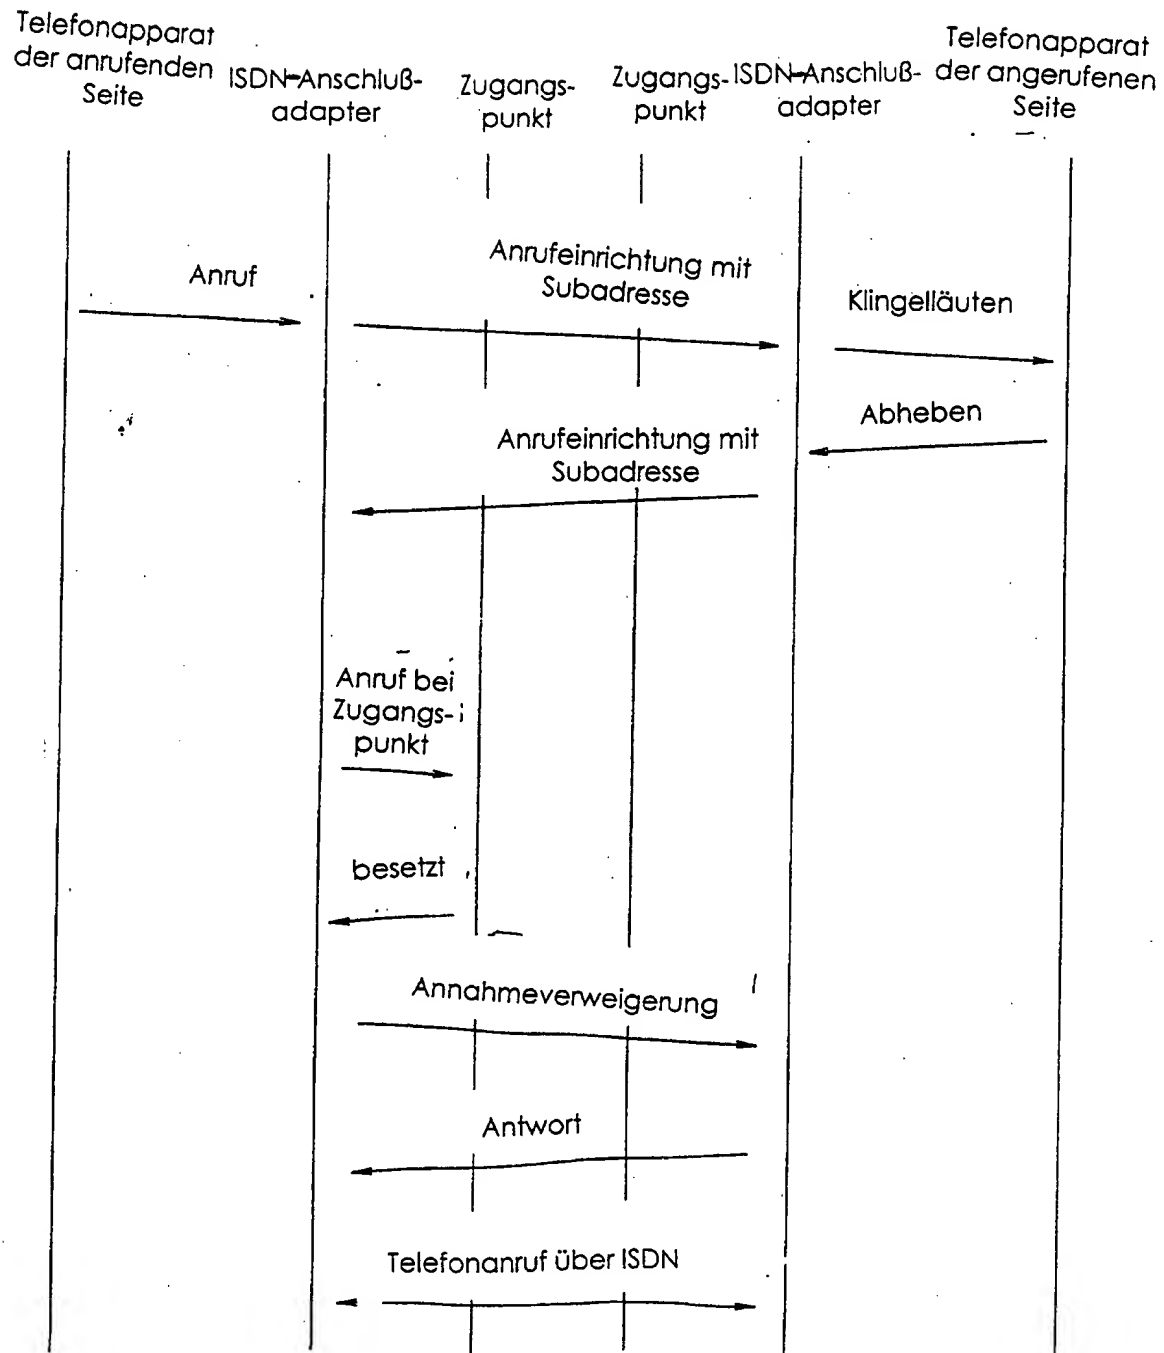 Telefonapparat
der anrufenden
Seite
ISDN-Anschluß-
adapter
Zugangs-
punkt
Zugangs-
punkt
ISDN-Anschluß-
adapter
Telefonapparat
der angerufenen
Seite
Anruf
Anrufeinrichtung mit
Subadresse
Klingelläuten
Abheben
Anrufeinrichtung mit
Subadresse
Anruf bei
Zugangs-
punkt
besetzt
Annahmeverweigerung
Antwort
Telefonanruf über ISDN